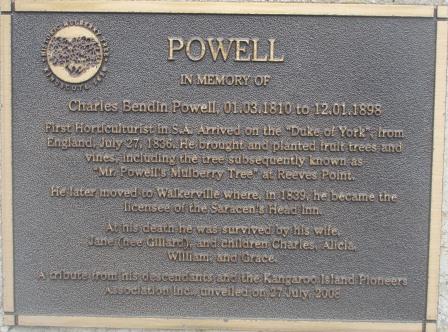 POWELL
IN MEMORY OF
Charles Bendin Powell, 01.03.1810 to 12.01.1898
First Horticulturist in S.A. Arrived on the "Duke of York", from
England, July 27, 1836. He brought and planted fruit trees and
vines, including the tree subsequently known as
"Mr. Powell's Mulberry Tree" at Reeves Point.
He later moved to Walkerville where, in 1839, he became the
licensee of the Saracen's Head Inn.
At his death he was survived by his wife,
Jane (nee Gillard), and children Charles, Alicia,
William, and Grace.
A tribute from his descendants and the Kangaroo Island Pioneers
Association Inc., unveiled on 27 July, 2008